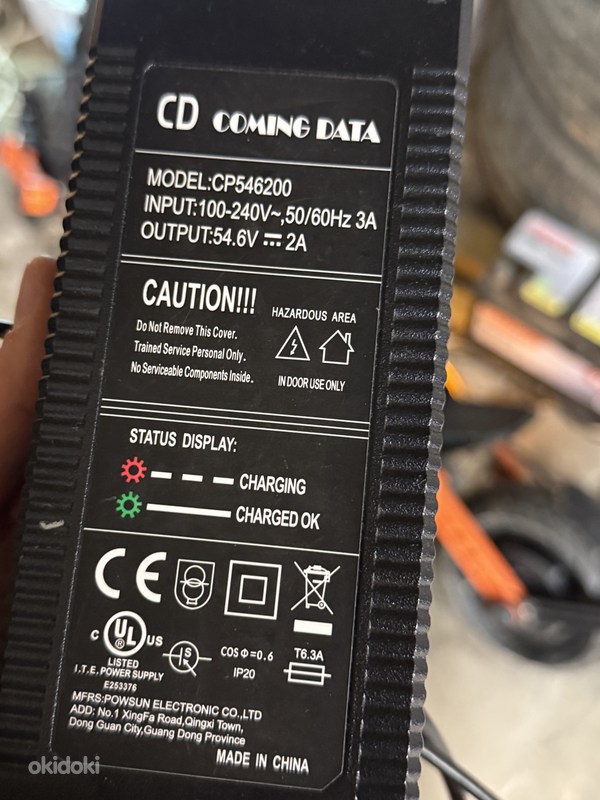 CD COMING DATA
MODEL:CP546200
INPUT:100-240V~,50/60Hz 3A
OUTPUT:54.6V⎓2A
CAUTION!!!
Do Not Remove This Cover.
Trained Service Personal Only.
No Serviceable Components Inside.
HAZARDOUS AREA
IN DOOR USE ONLY
STATUS DISPLAY:
CHARGING
CHARGED OK
CE
C UL US
®
LISTED
I.T.E. POWER SUPPLY
E253376
S
COS Φ=0.6
IP20
T6.3A
MFRS:POWSUN ELECTRONIC CO.,LTD
ADD: No.1 XingFa Road,Qingxi Town,
Dong Guan City,Guang Dong Province
MADE IN CHINA
okidoki